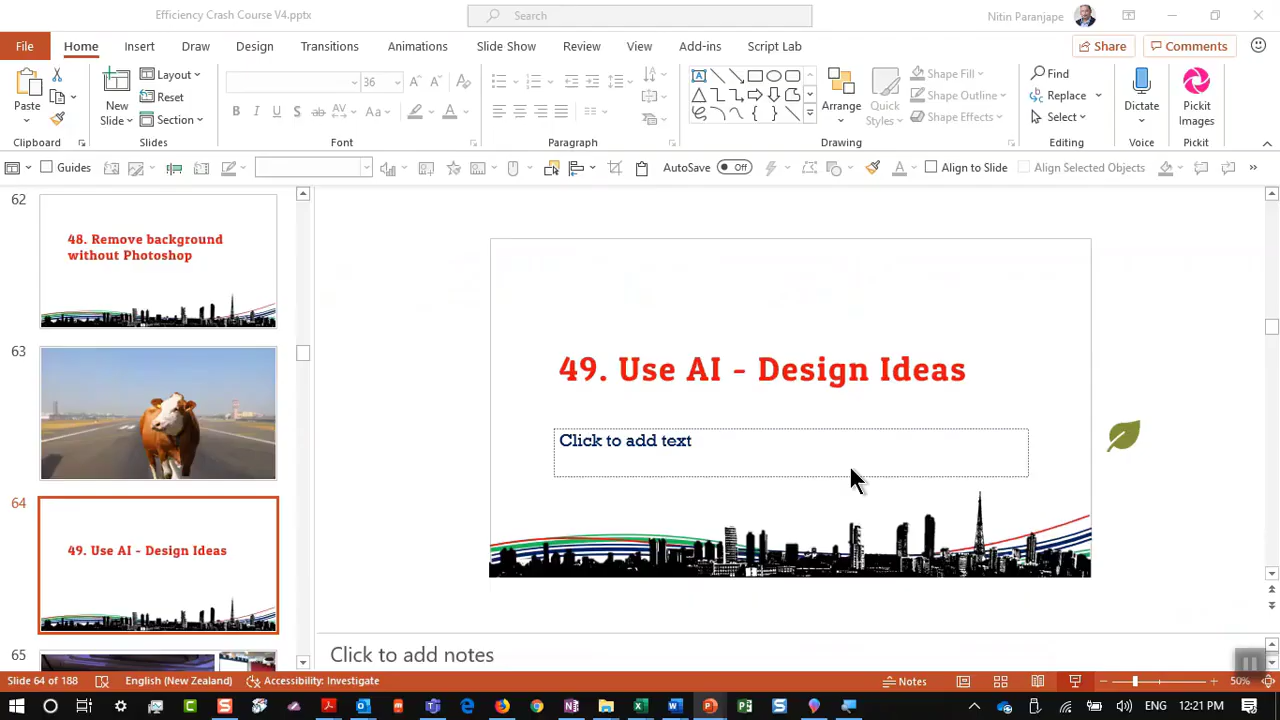 Efficiency Crash Course V4.pptx
Search
Nitin Paranjape
File Home Insert Draw Design Transitions Animations Slide Show Review View Add-ins Script Lab Share Comments
Paste
Clipboard
New Slide
Layout
Reset
Section
Slides
36
Font
Paragraph
Arrange
Quick Styles
Shape Fill
Shape Outline
Shape Effects
Drawing
Find
Replace
Select
Editing
Dictate
Voice
Pickit Images
Pickit
Guides
AutoSave Off
Align to Slide
Align Selected Objects
62
48. Remove background
without Photoshop
63
64
49. Use AI - Design Ideas
65
49. Use AI - Design Ideas
Click to add text
Click to add notes
Slide 64 of 188 English (New Zealand) Accessibility: Investigate Notes 50%
12:21 PM